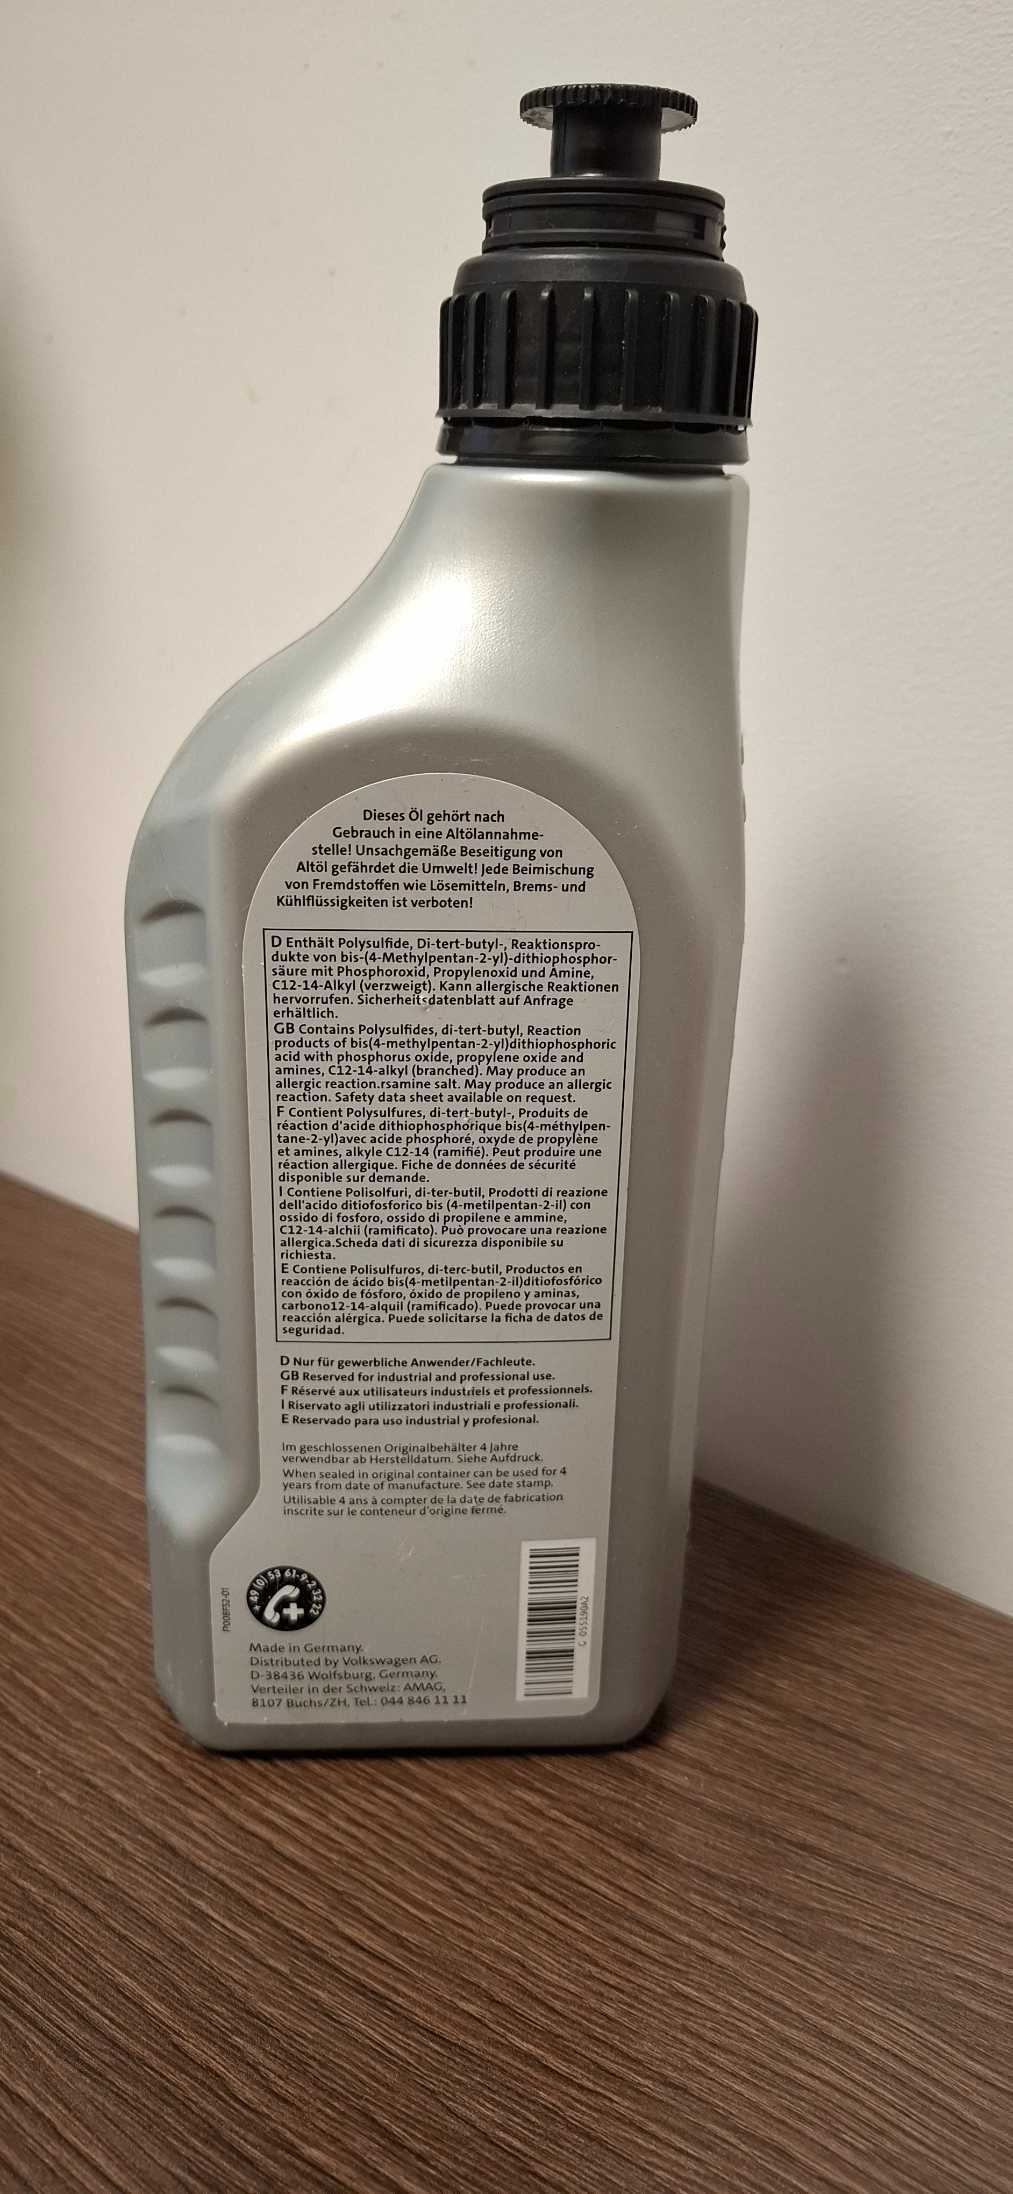 Dieses Öl gehört nach
Gebrauch in eine Altölannahme-
stelle! Unsachgemäße Beseitigung von
Altöl gefährdet die Umwelt! Jede Beimischung
von Fremdstoffen wie Lösemitteln, Brems- und
Kühlflüssigkeiten ist verboten!
D Enthält Polysulfide, Di-tert-butyl-, Reaktionspro-
dukte von bis-(4-Methylpentan-2-yl)-dithiophosphor-
säure mit Phosphoroxid, Propylenoxid und Amine,
C12-14-Alkyl (verzweigt). Kann allergische Reaktionen
hervorrufen. Sicherheitsdatenblatt auf Anfrage
erhältlich.
GB Contains Polysulfides, di-tert-butyl, Reaction
products of bis(4-methylpentan-2-yl)dithiophosphoric
acid with phosphorus oxide, propylene oxide and
amines, C12-14-alkyl (branched). May produce an
allergic reaction.rsamine salt. May produce an allergic
reaction. Safety data sheet available on request.
F Contient Polysulfures, di-tert-butyl-, Produits de
réaction d'acide dithiophosphorique bis(4-méthylpen-
tane-2-yl)avec acide phosphoré, oxyde de propylène
et amines, alkyle C12-14 (ramifié). Peut produire une
réaction allergique. Fiche de données de sécurité
disponible sur demande.
I Contiene Polisolfuri, di-ter-butil, Prodotti di reazione
dell'acido ditiofosforico bis (4-metilpentan-2-il) con
ossido di fosforo, ossido di propilene e ammine,
C12-14-alchii (ramificato). Può provocare una reazione
allergica.Scheda dati di sicurezza disponibile su
richiesta.
E Contiene Polisulfuros, di-terc-butil, Productos en
reacción de ácido bis(4-metilpentan-2-il)ditiofosfórico
con óxido de fósforo, óxido de propileno y aminas,
carbono12-14-alquil (ramificado). Puede provocar una
reacción alérgica. Puede solicitarse la ficha de datos de
seguridad.
D Nur für gewerbliche Anwender/Fachleute.
GB Reserved for industrial and professional use.
F Réservé aux utilisateurs industriels et professionnels.
I Riservato agli utilizzatori industriali e professionali.
E Reservado para uso industrial y profesional.
Im geschlossenen Originalbehälter 4 Jahre
verwendbar ab Herstelldatum. Siehe Aufdruck.
When sealed in original container can be used for 4
years from date of manufacture. See date stamp.
Utilisable 4 ans à compter de la date de fabrication
inscrite sur le conteneur d'origine fermé.
+49 (0) 53 61-9-2 32 22
P008F52-01
G 055190A2
Made in Germany.
Distributed by Volkswagen AG.
D-38436 Wolfsburg, Germany.
Verteiler in der Schweiz: AMAG,
8107 Buchs/ZH, Tel.: 044 846 11 11